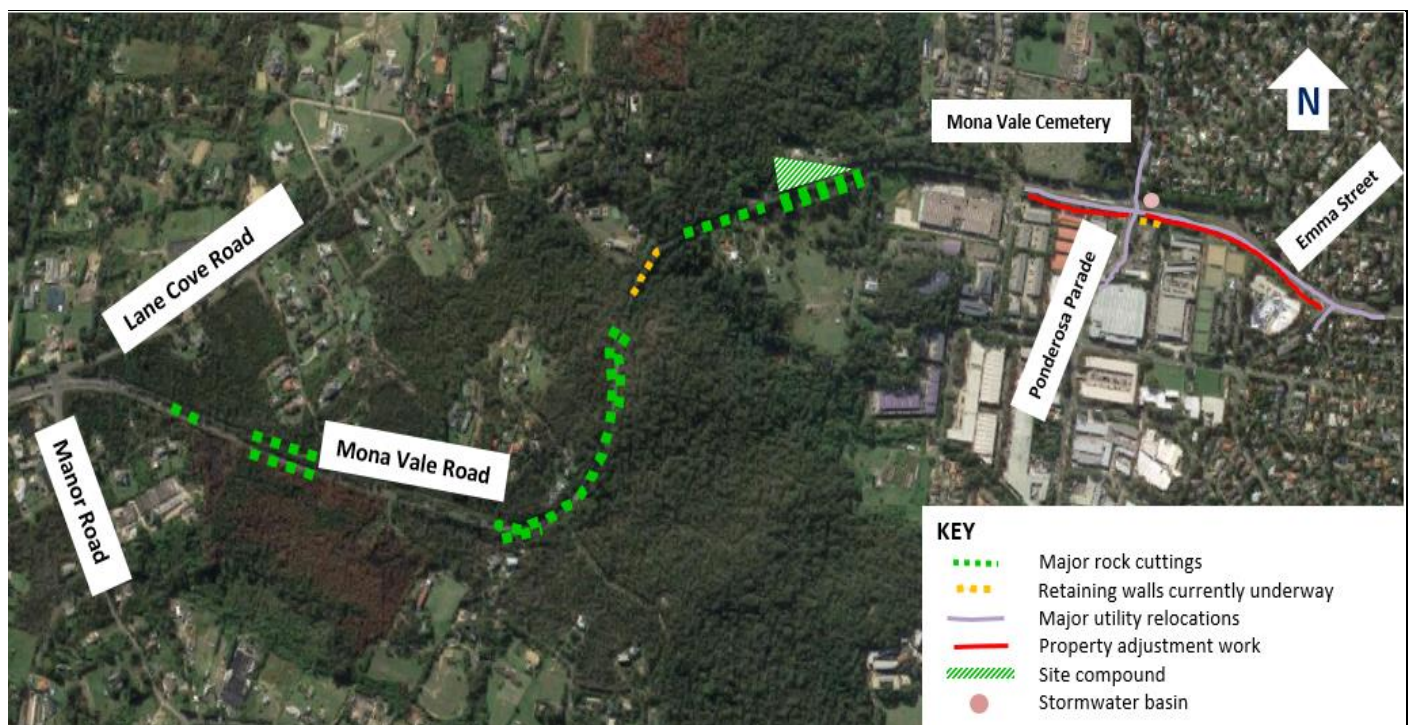 Mona Vale Cemetery
N
Emma Street
Lane Cove Road
Ponderosa Parade
Mona Vale Road
Manor Road
KEY
Major rock cuttings
Retaining walls currently underway
Major utility relocations
Property adjustment work
Site compound
Stormwater basin